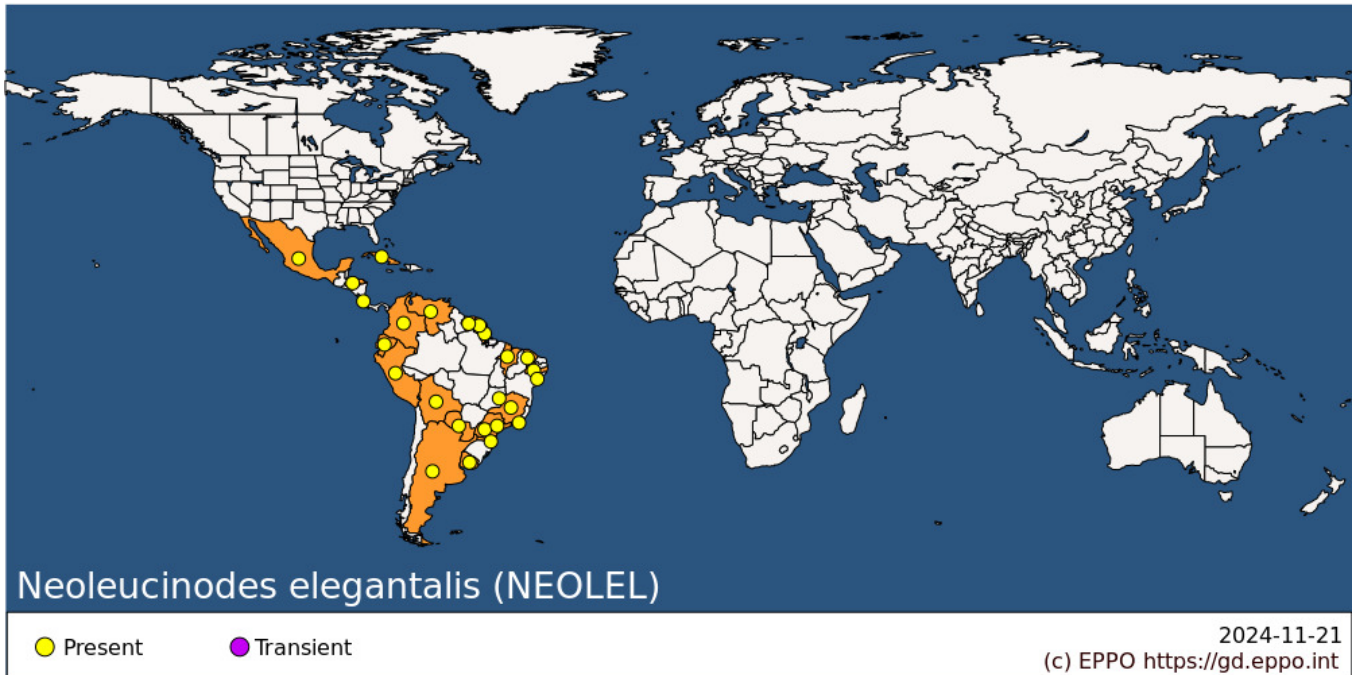 Neoleucinodes elegantalis (NEOLEL)
Present
Transient
2024-11-21
(c) EPPO https://gd.eppo.int